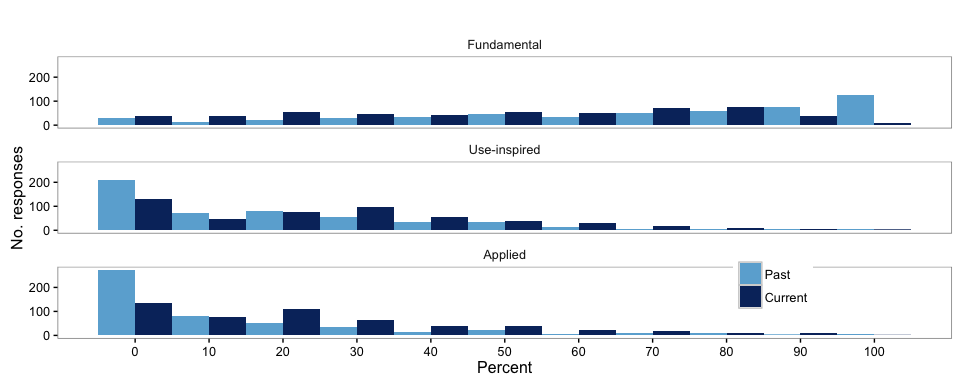 Fundamental
200
100
0
Use-inspired
200
100
0
Applied
200
100
0
No. responses
Past
Current
0 10 20 30 40 50 60 70 80 90 100
Percent